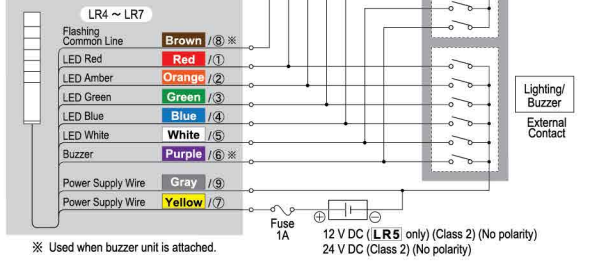 LR4 ~ LR7
Flashing
Common Line
Brown /⑧ ※
LED Red Red /①
LED Amber Orange /②
LED Green Green /③
LED Blue Blue /④
LED White White /⑤
Buzzer Purple /⑥ ※
Power Supply Wire Gray /⑨
Power Supply Wire Yellow /⑦
Lighting/
Buzzer
External
Contact
Fuse
1A
12 V DC (LR5 only) (Class 2) (No polarity)
24 V DC (Class 2) (No polarity)
※ Used when buzzer unit is attached.